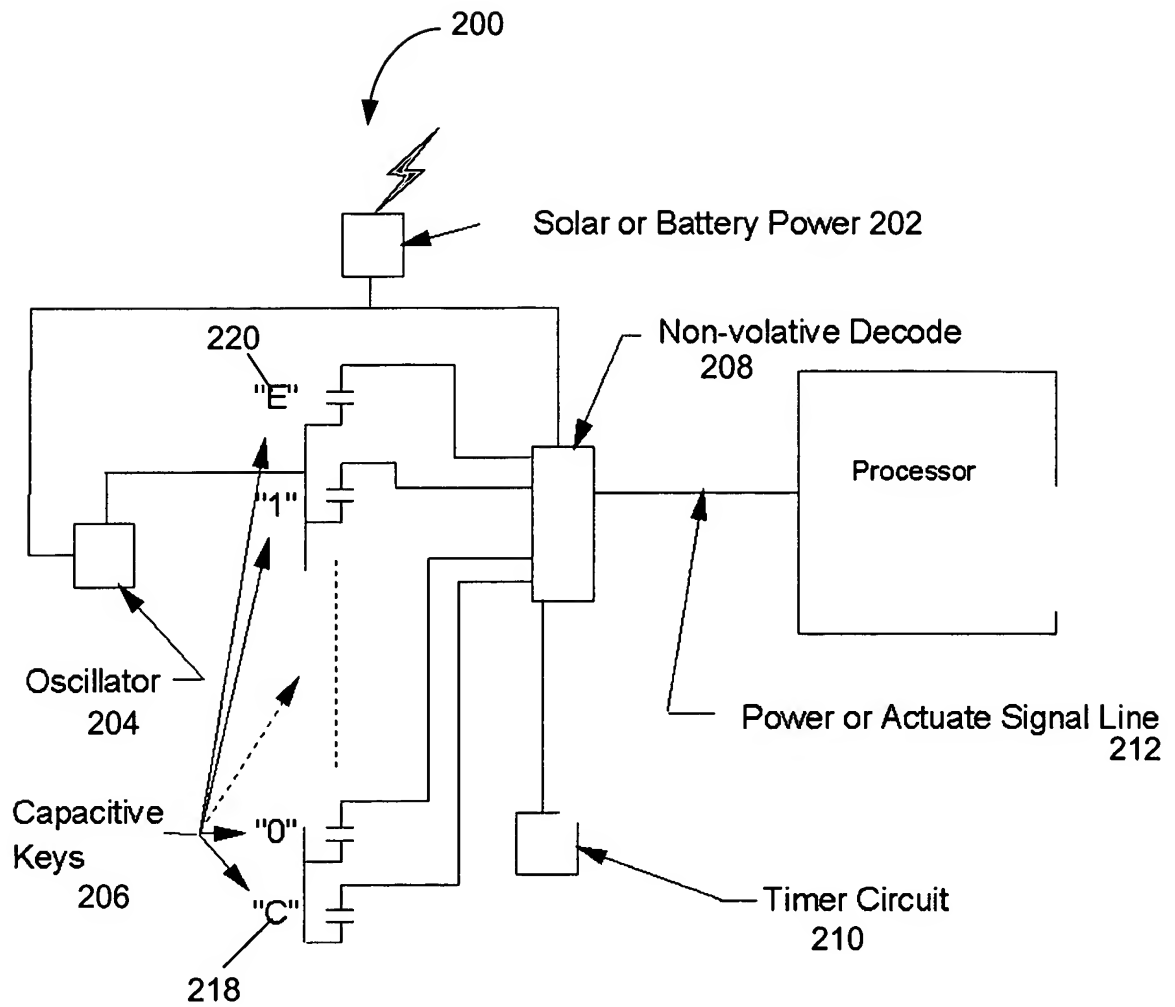 200
Solar or Battery Power 202
220
Non-volative Decode
208
"E"
Processor
"1"
Oscillator
204
Power or Actuate Signal Line
212
Capacitive
Keys
206
"0"
"C"
Timer Circuit
210
218